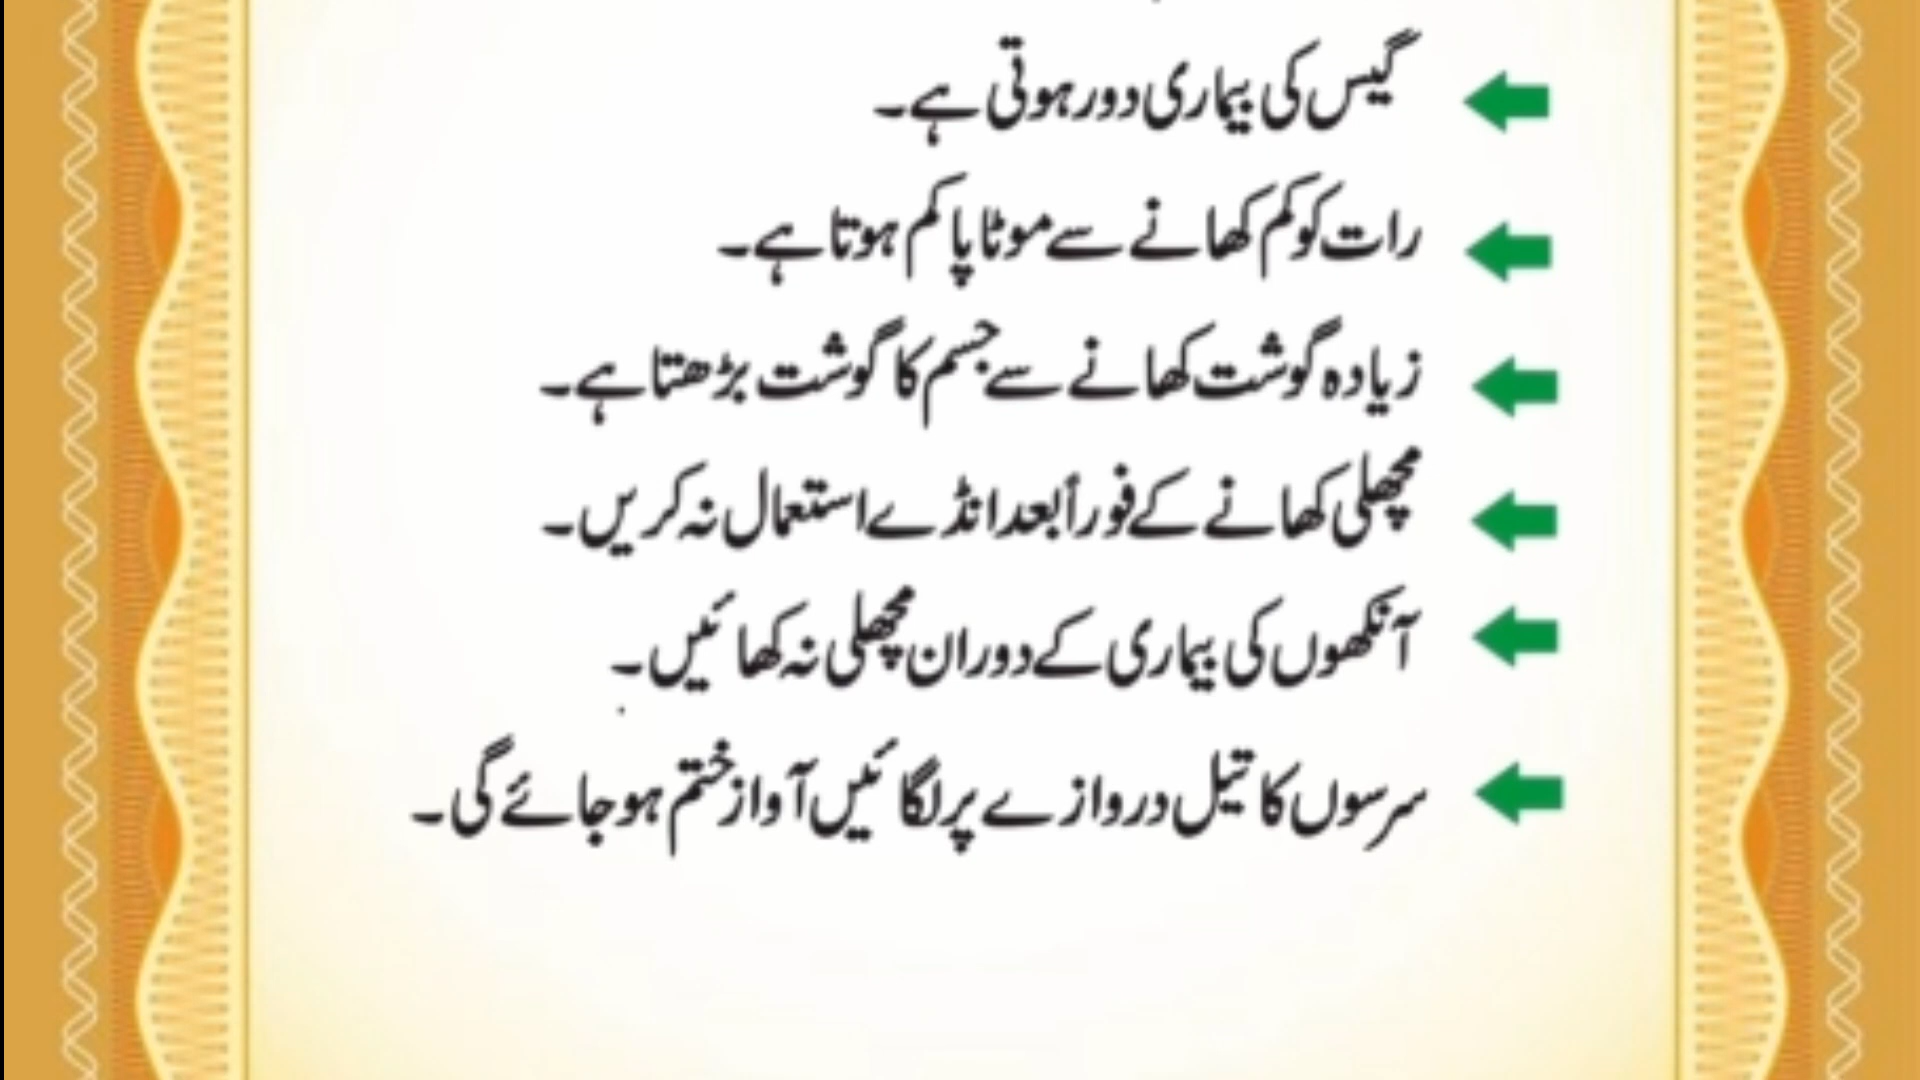 گیس کی بیماری دور ہوتی ہے۔
رات کو کم کھانے سے موٹاپا کم ہوتا ہے۔
زیادہ گوشت کھانے سے جسم کا گوشت بڑھتا ہے۔
مچھلی کھانے کے فوراً بعد انڈے استعمال نہ کریں۔
آنکھوں کی بیماری کے دوران مچھلی نہ کھائیں۔
سرسوں کا تیل دروازے پر لگائیں آواز ختم ہو جائے گی۔